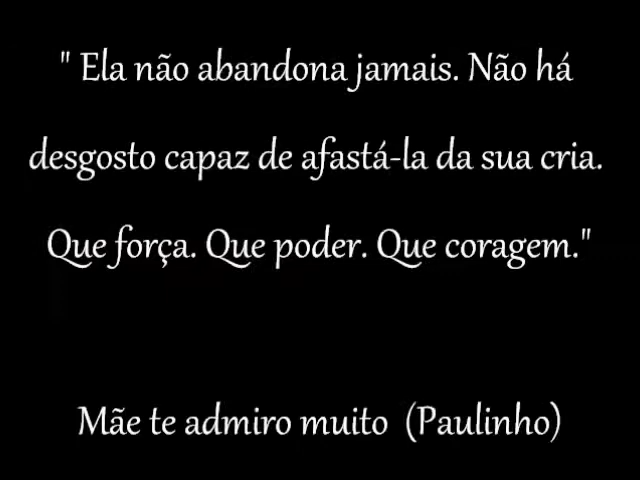 " Ela não abandona jamais. Não há
desgosto capaz de afastá-la da sua cria.
Que força. Que poder. Que coragem."
Mãe te admiro muito (Paulinho)